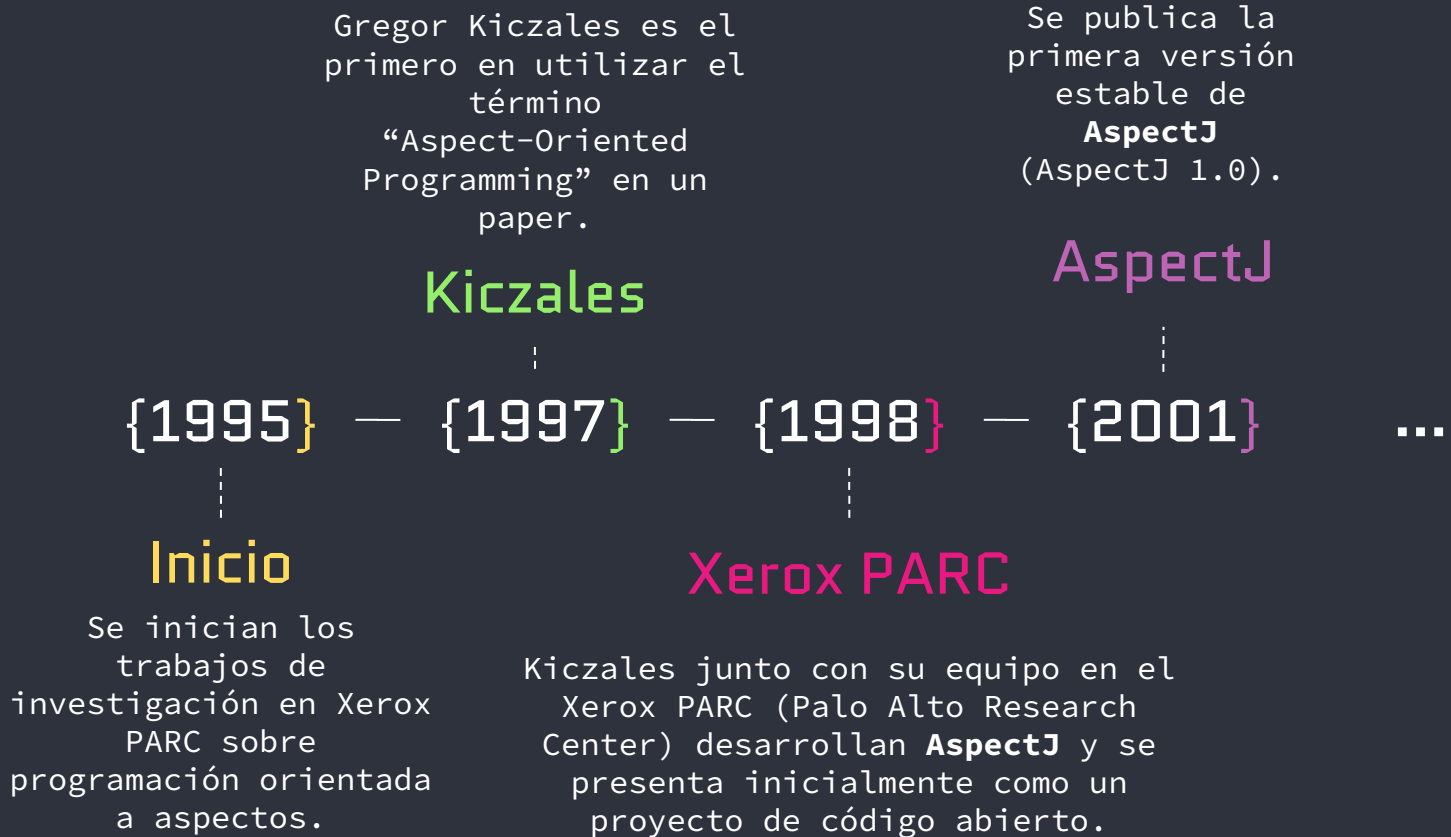 Gregor Kiczales es el
primero en utilizar el
término
“Aspect-Oriented
Programming” en un
paper.
Kiczales
Se publica la
primera versión
estable de
AspectJ
(AspectJ 1.0).
AspectJ
{1995} — {1997} — {1998} — {2001} ...
Inicio
Se inician los
trabajos de
investigación en Xerox
PARC sobre
programación orientada
a aspectos.
Xerox PARC
Kiczales junto con su equipo en el
Xerox PARC (Palo Alto Research
Center) desarrollan AspectJ y se
presenta inicialmente como un
proyecto de código abierto.